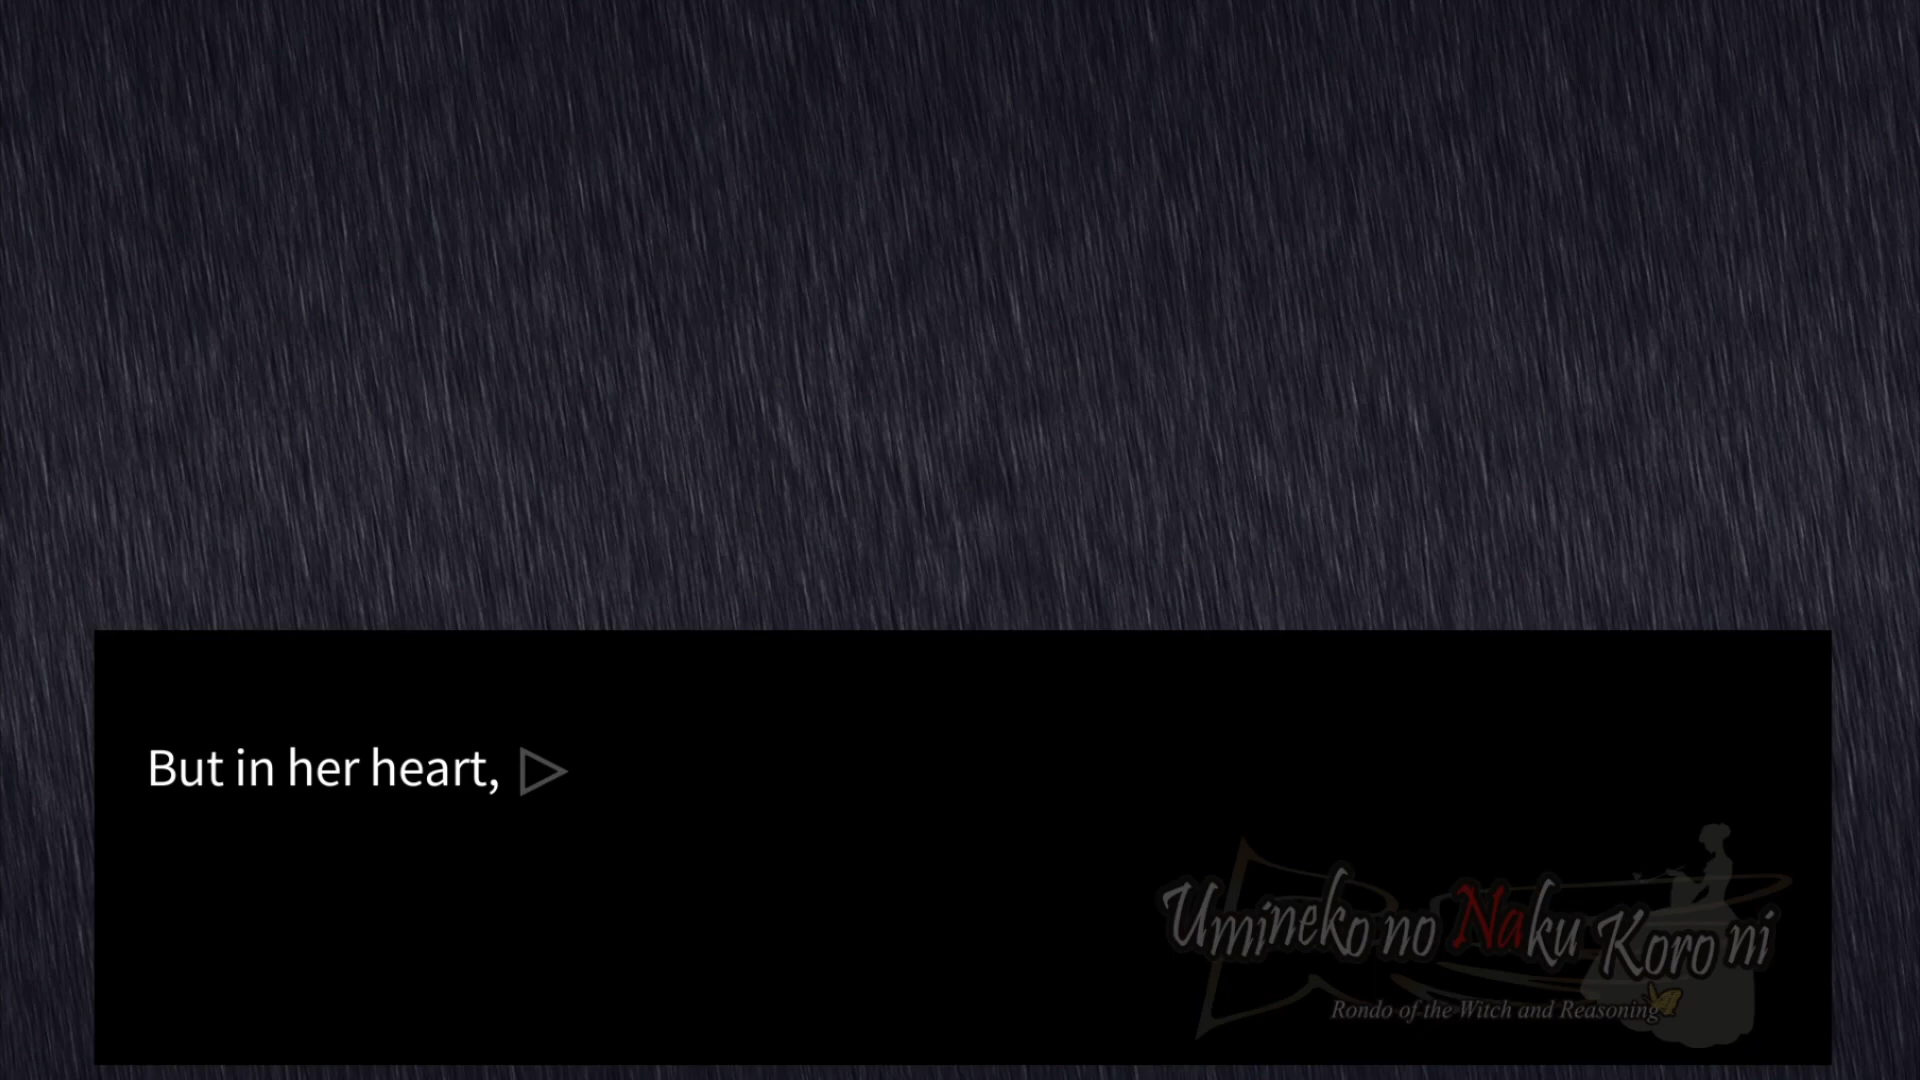 But in her heart,
Umineko no Naku Koro ni
Rondo of the Witch and Reasoning